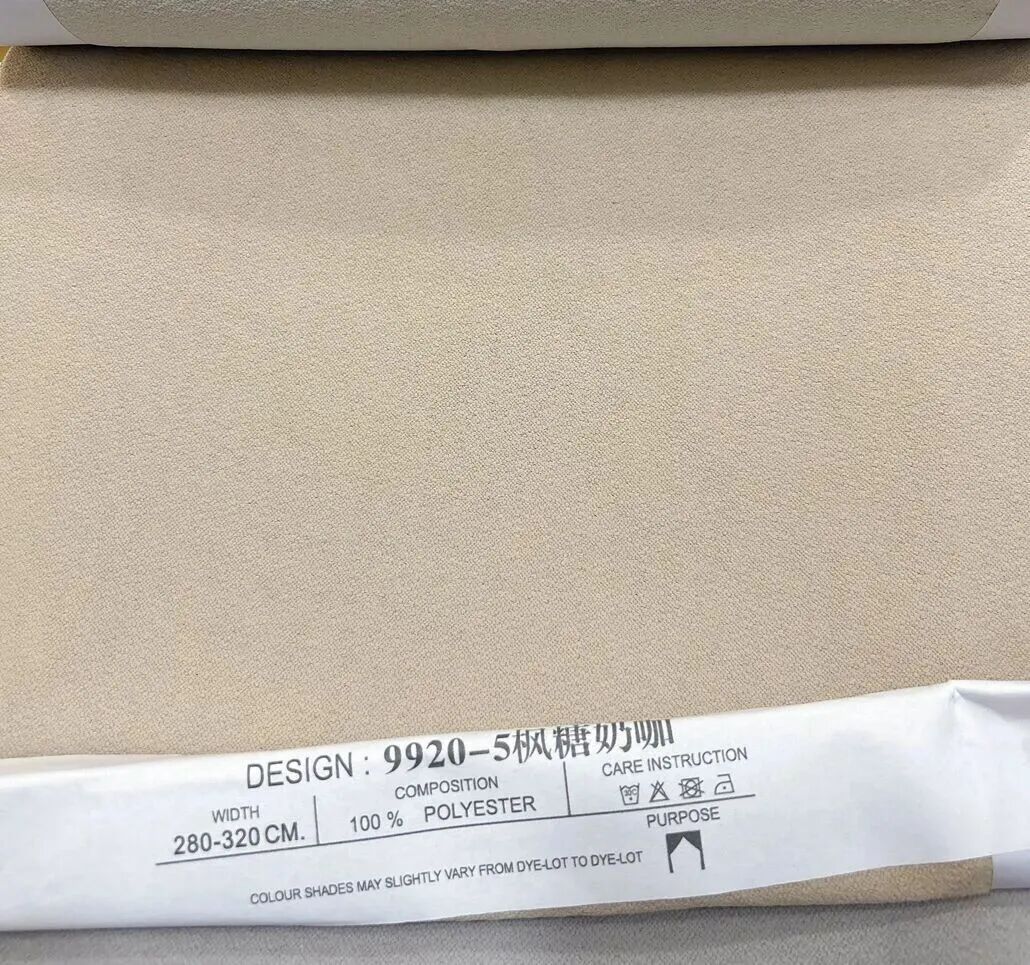 DESIGN : 9920-5枫糖奶咖
WIDTH
280-320 CM.
COMPOSITION
100 % POLYESTER
CARE INSTRUCTION
PURPOSE
COLOUR SHADES MAY SLIGHTLY VARY FROM DYE-LOT TO DYE-LOT